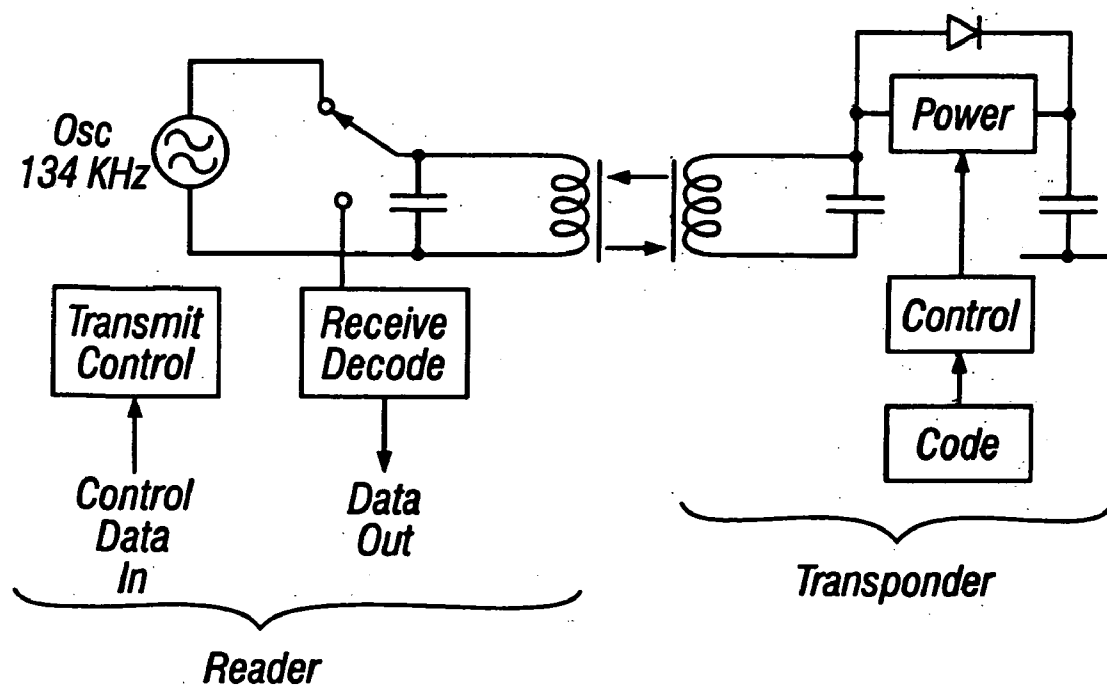 Osc
134 KHz
Power
Transmit
Control
Receive
Decode
Control
Code
Control
Data
In
Data
Out
Transponder
Reader